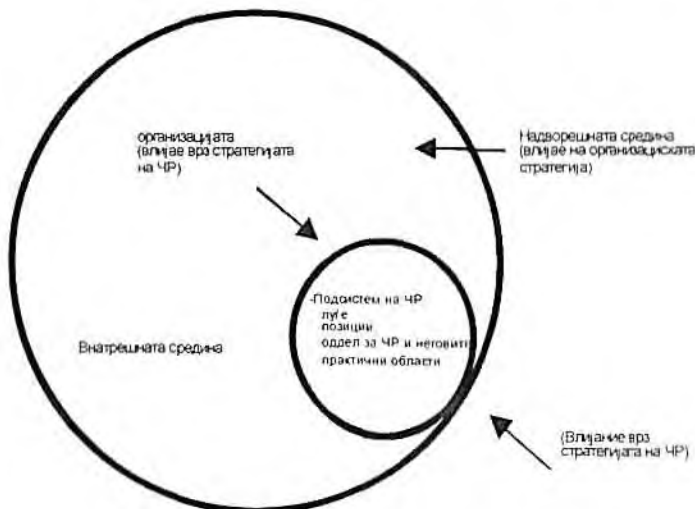 организацијата
(влијае врз стратегијата
на ЧР)
Надворешната средина
(влијае на организациската
стратегија)
-Подсистем на ЧР
луѓе
позиции
оддел за ЧР и неговите
практични области
Внатрешната средина
(Влијание врз
стратегијата на ЧР)